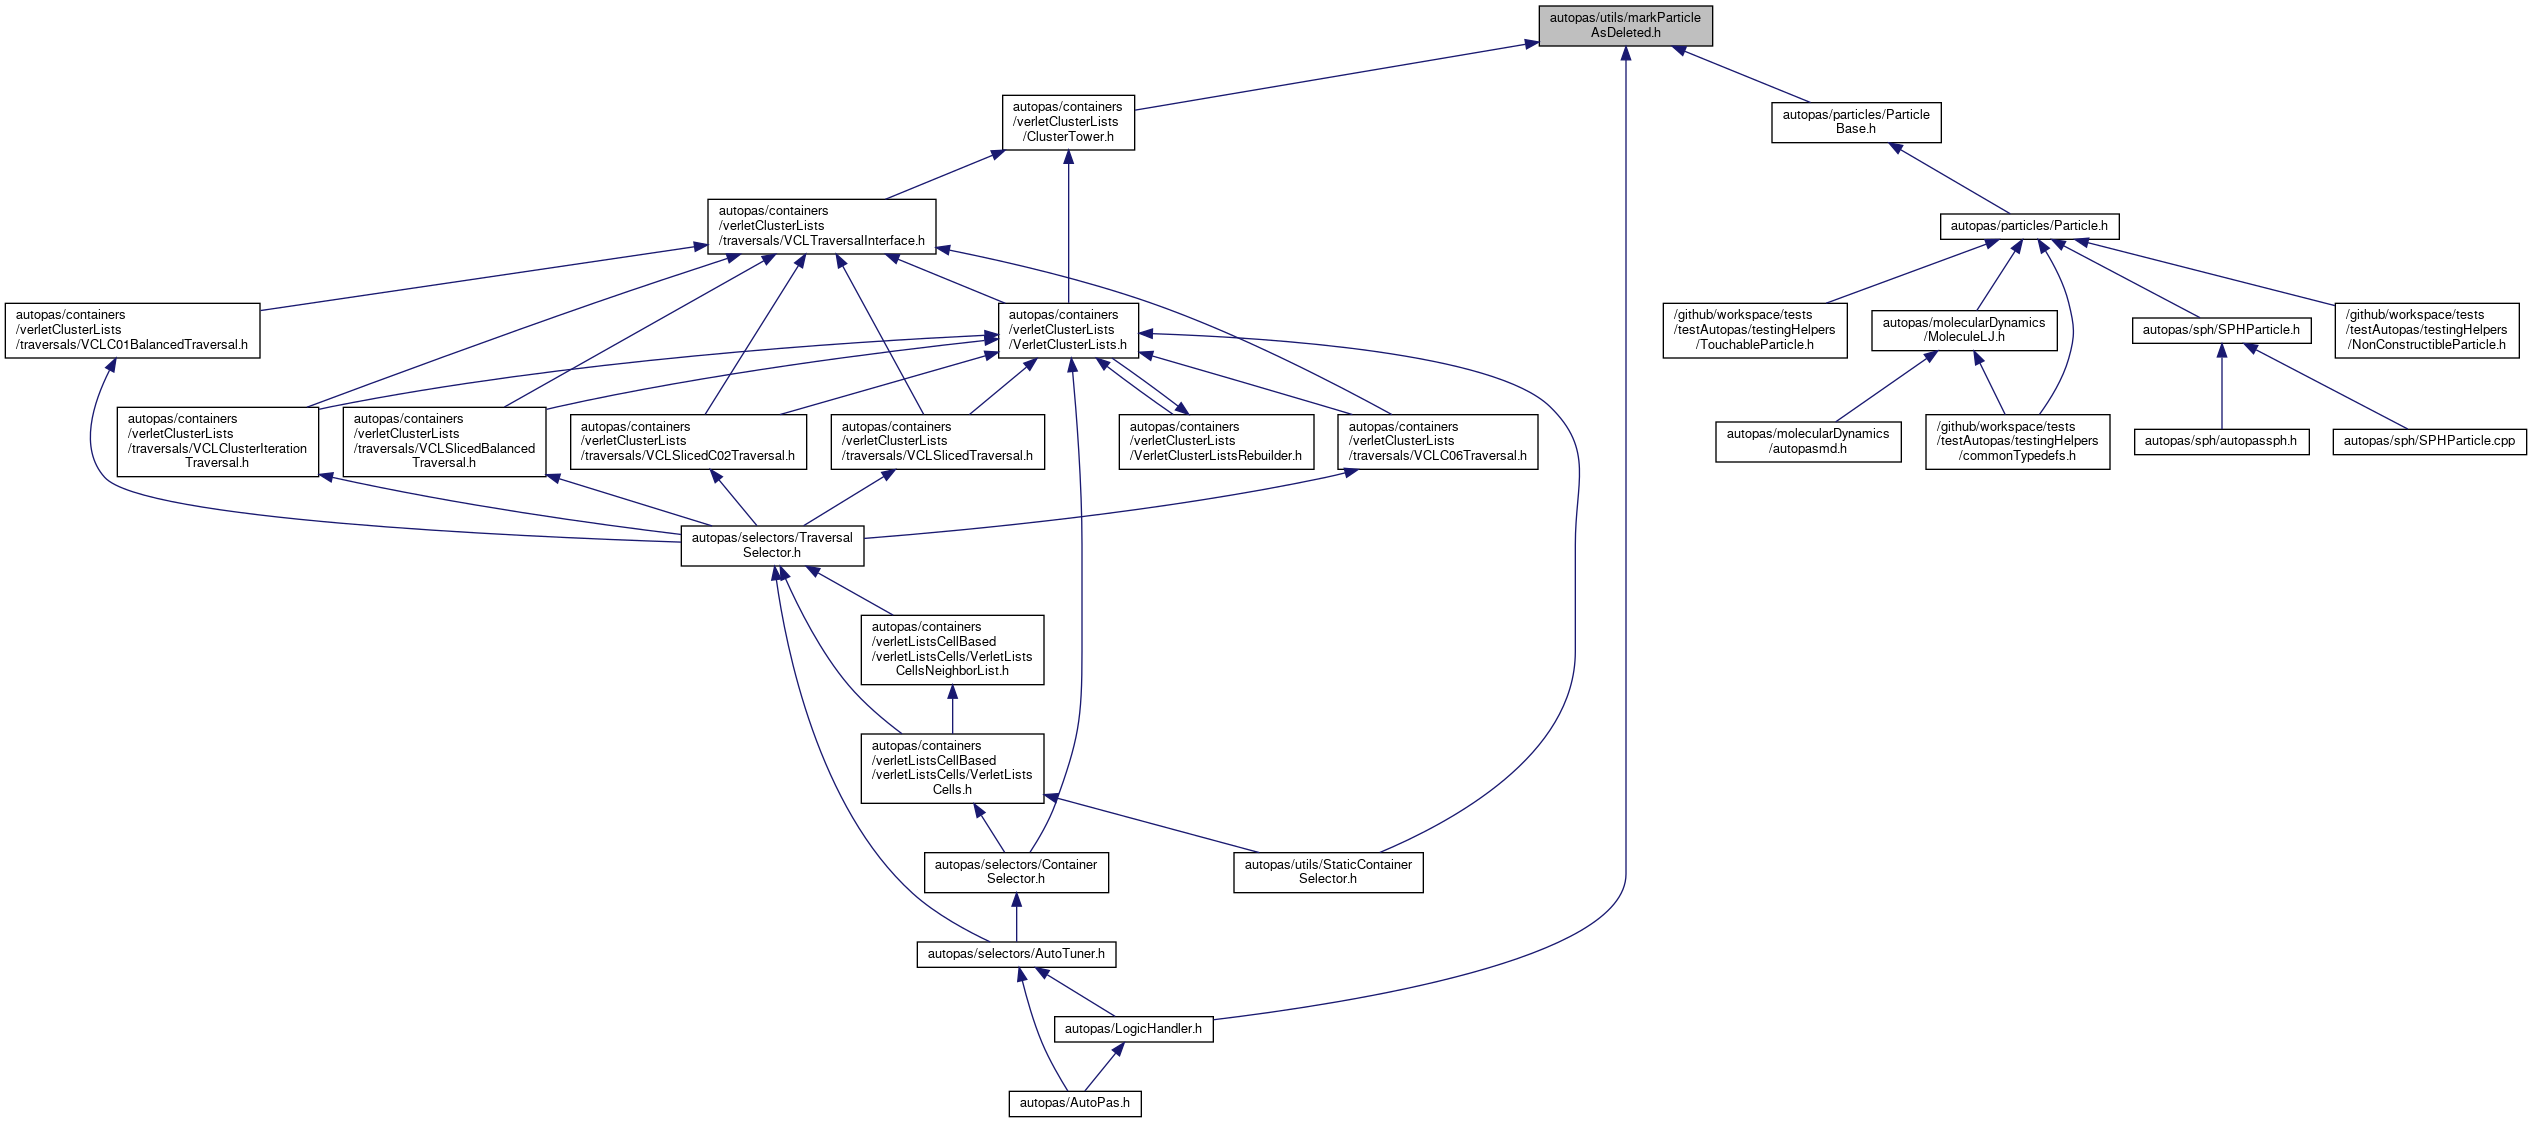 autopas/utils/markParticle
AsDeleted.h
autopas/containers
/verletClusterLists
/ClusterTower.h
autopas/particles/Particle
Base.h
autopas/containers
/verletClusterLists
/traversals/VCLTraversalInterface.h
autopas/particles/Particle.h
autopas/containers
/verletClusterLists
/traversals/VCLC01BalancedTraversal.h
autopas/containers
/verletClusterLists
/VerletClusterLists.h
/github/workspace/tests
/testAutopas/testingHelpers
/TouchableParticle.h
autopas/molecularDynamics
/MoleculeLJ.h
autopas/sph/SPHParticle.h
/github/workspace/tests
/testAutopas/testingHelpers
/NonConstructibleParticle.h
autopas/containers
/verletClusterLists
/traversals/VCLClusterIteration
Traversal.h
autopas/containers
/verletClusterLists
/traversals/VCLSlicedBalanced
Traversal.h
autopas/containers
/verletClusterLists
/traversals/VCLSlicedC02Traversal.h
autopas/containers
/verletClusterLists
/traversals/VCLSlicedTraversal.h
autopas/containers
/verletClusterLists
/VerletClusterListsRebuilder.h
autopas/containers
/verletClusterLists
/traversals/VCLC06Traversal.h
autopas/molecularDynamics
/autopasmd.h
/github/workspace/tests
/testAutopas/testingHelpers
/commonTypedefs.h
autopas/sph/autopassph.h
autopas/sph/SPHParticle.cpp
autopas/selectors/Traversal
Selector.h
autopas/containers
/verletListsCellBased
/verletListsCells/VerletLists
CellsNeighborList.h
autopas/containers
/verletListsCellBased
/verletListsCells/VerletLists
Cells.h
autopas/selectors/Container
Selector.h
autopas/utils/StaticContainer
Selector.h
autopas/selectors/AutoTuner.h
autopas/LogicHandler.h
autopas/AutoPas.h